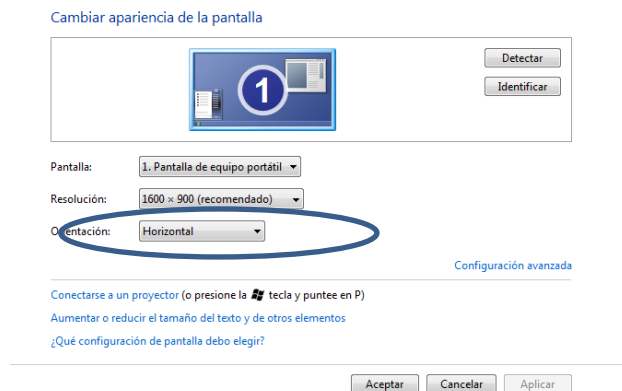 Cambiar apariencia de la pantalla
1
Detectar
Identificar
Pantalla: 1. Pantalla de equipo portátil
Resolución: 1600 × 900 (recomendado)
Orientación: Horizontal
Configuración avanzada
Conectarse a un proyector (o presione la tecla y puntee en P)
Aumentar o reducir el tamaño del texto y de otros elementos
¿Qué configuración de pantalla debo elegir?
Aceptar Cancelar Aplicar